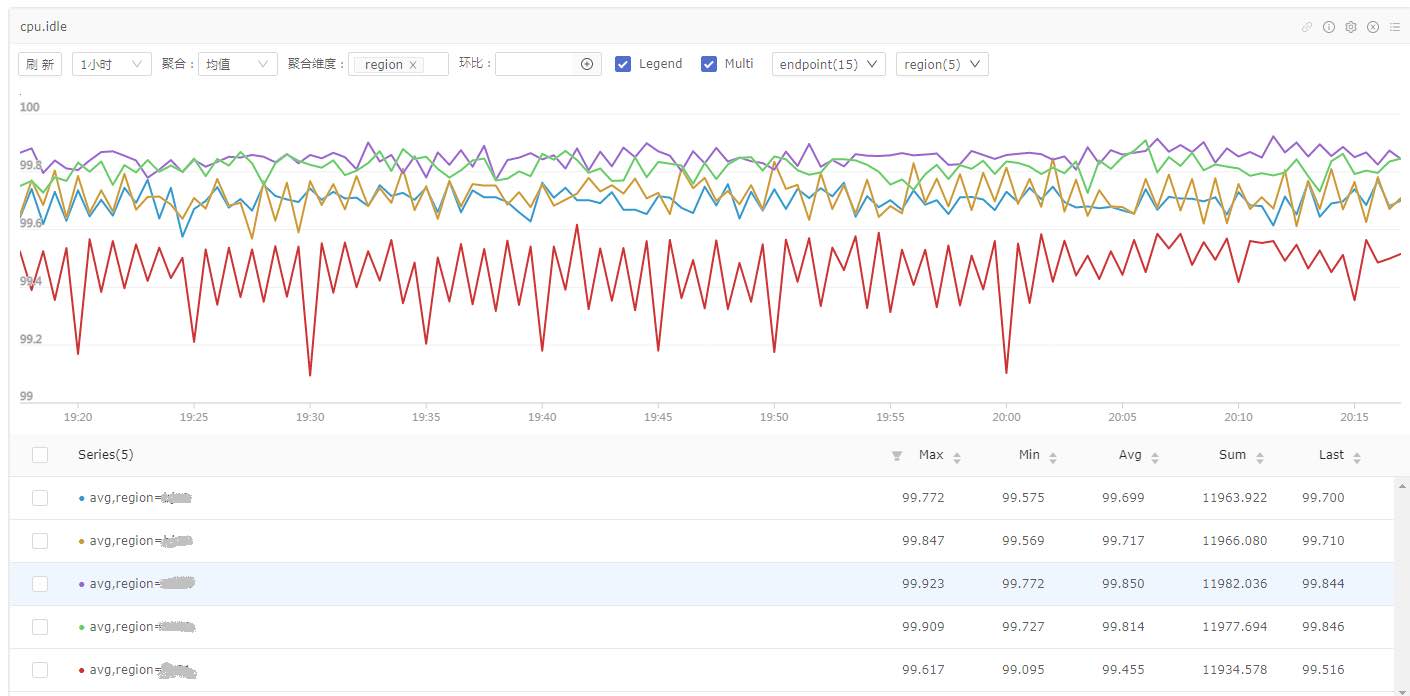 cpu.idle
刷 新 1小时 聚合： 均值 聚合维度： region × 环比： Legend Multi endpoint(15) region(5)
100
99.8
99.6
99.4
99.2
99
19:20 19:25 19:30 19:35 19:40 19:45 19:50 19:55 20:00 20:05 20:10 20:15
Series(5) Max Min Avg Sum Last
avg,region= 99.772 99.575 99.699 11963.922 99.700
avg,region= 99.847 99.569 99.717 11966.080 99.710
avg,region= 99.923 99.772 99.850 11982.036 99.844
avg,region= 99.909 99.727 99.814 11977.694 99.846
avg,region= 99.617 99.095 99.455 11934.578 99.516